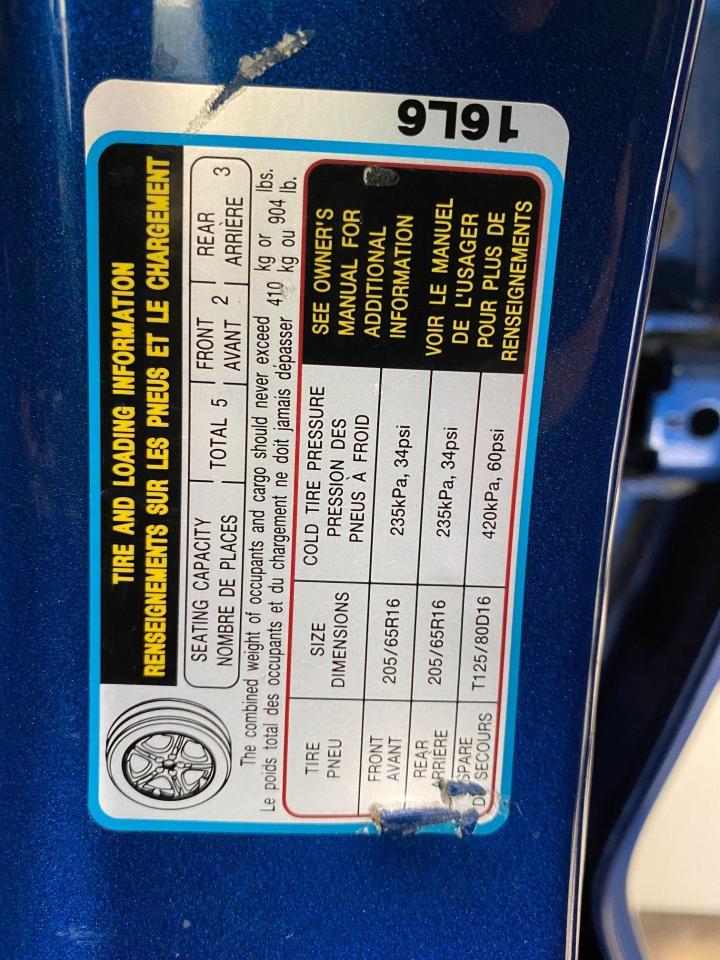 TIRE AND LOADING INFORMATION
RENSEIGNEMENTS SUR LES PNEUS ET LE CHARGEMENT
SEATING CAPACITY
NOMBRE DE PLACES
TOTAL 5
FRONT
AVANT 2
REAR
ARRIÈRE 3
The combined weight of occupants and cargo should never exceed 410 kg or lbs.
Le poids total des occupants et du chargement ne doit jamais dépasser kg ou 904 lb.
TIRE
PNEU
SIZE
DIMENSIONS
COLD TIRE PRESSURE
PRESSION DES
PNEUS À FROID
FRONT
AVANT
205/65R16
235kPa, 34psi
REAR
RRIERE
205/65R16
235kPa, 34psi
SPARE
SECOURS
T125/80D16
420kPa, 60psi
SEE OWNER'S
MANUAL FOR
ADDITIONAL
INFORMATION
VOIR LE MANUEL
DE L'USAGER
POUR PLUS DE
RENSEIGNEMENTS
16L6